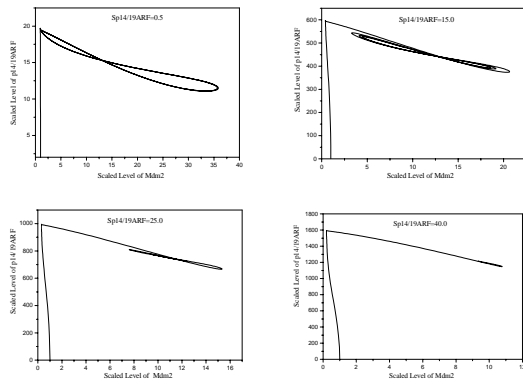 Sp14/19ARF=0.5
Scaled Level of p14/19ARF
20
15
10
5
0 5 10 15 20 25 30 35 40
Scaled Level of Mdm2
Sp14/19ARF=15.0
Scaled Level of p14/19ARF
600
500
400
300
200
100
0
0 5 10 15 20
Scaled Level of Mdm2
Sp14/19ARF=25.0
Scaled Level of p14/19ARF
1000
800
600
400
200
0
0 2 4 6 8 10 12 14 16
Scaled Level of Mdm2
Sp14/19ARF=40.0
Scaled Level of p14/19ARF
1800
1600
1400
1200
1000
800
600
400
200
0
0 2 4 6 8 10 12
Scaled Level of Mdm2